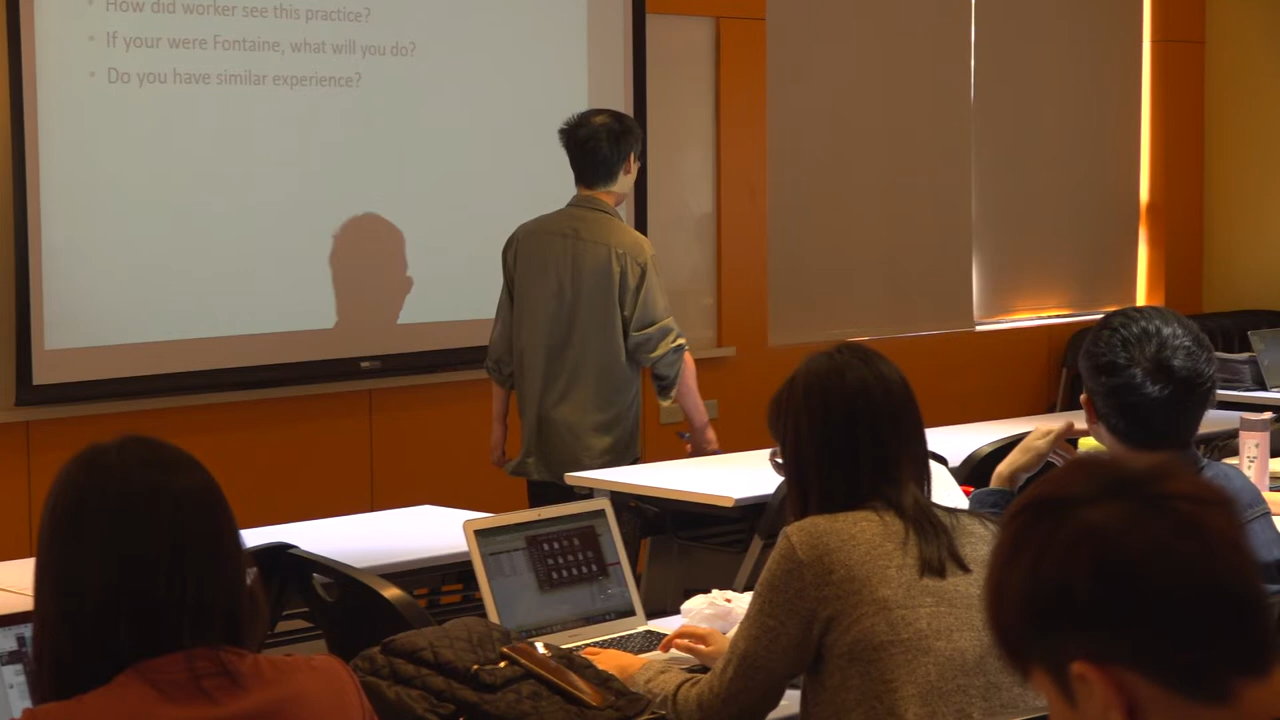 • How did worker see this practice?
• If your were Fontaine, what will you do?
• Do you have similar experience?